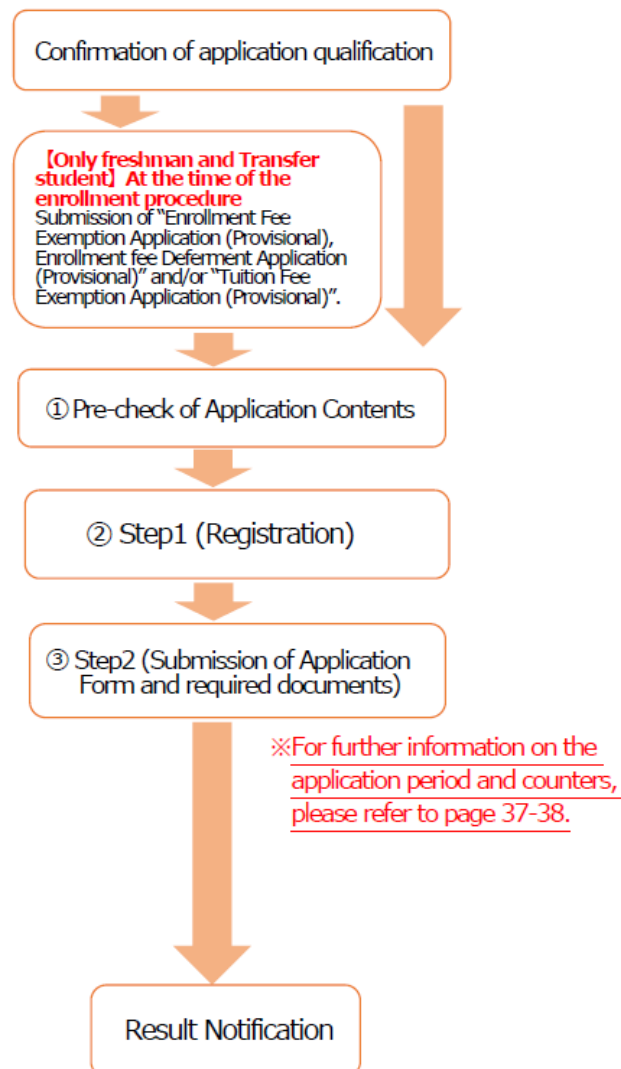 Confirmation of application qualification
【Only freshman and Transfer
student】At the time of the
enrollment procedure
Submission of “Enrollment Fee
Exemption Application (Provisional),
Enrollment fee Deferment Application
(Provisional)” and/or “Tuition Fee
Exemption Application (Provisional)”.
① Pre-check of Application Contents
② Step1 (Registration)
③ Step2 (Submission of Application
Form and required documents)
※For further information on the
application period and counters,
please refer to page 37-38.
Result Notification